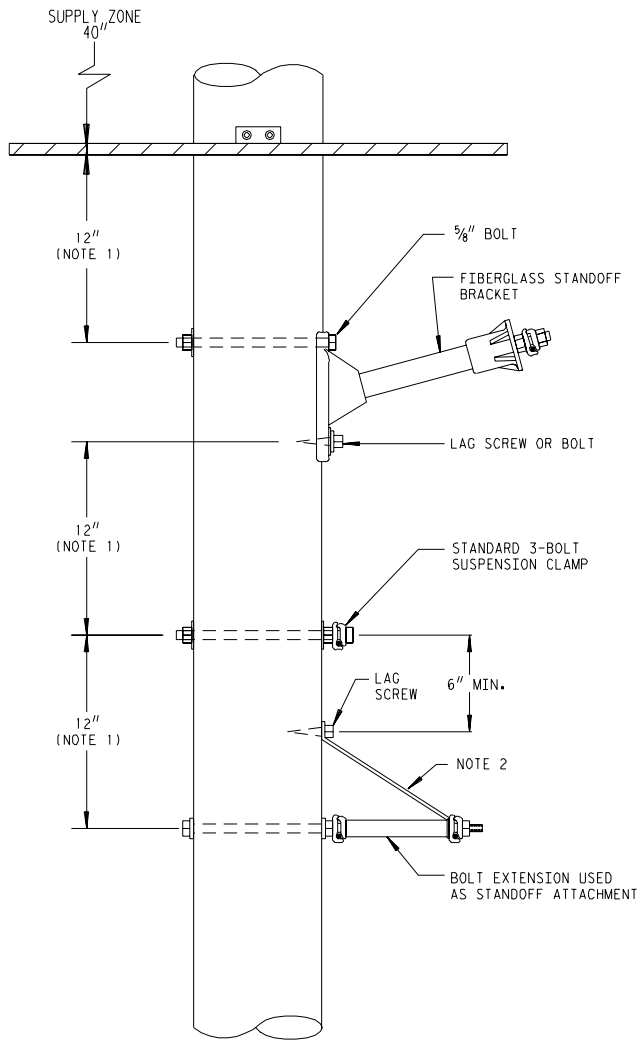 SUPPLY ZONE
40"
12"
(NOTE 1)
5/8" BOLT
FIBERGLASS STANDOFF
BRACKET
LAG SCREW OR BOLT
12"
(NOTE 1)
STANDARD 3-BOLT
SUSPENSION CLAMP
LAG
SCREW
6" MIN.
12"
(NOTE 1)
NOTE 2
BOLT EXTENSION USED
AS STANDOFF ATTACHMENT